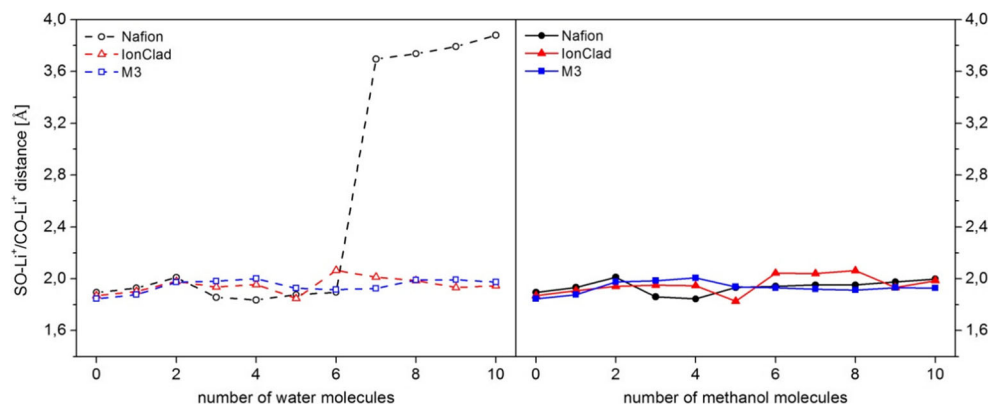 SO-Li⁺/CO-Li⁺ distance [Å]
4,0
3,6
3,2
2,8
2,4
2,0
1,6
Nafion
IonClad
M3
0 2 4 6 8 10
number of water molecules
Nafion
IonClad
M3
0 2 4 6 8 10
number of methanol molecules
4,0
3,6
3,2
2,8
2,4
2,0
1,6